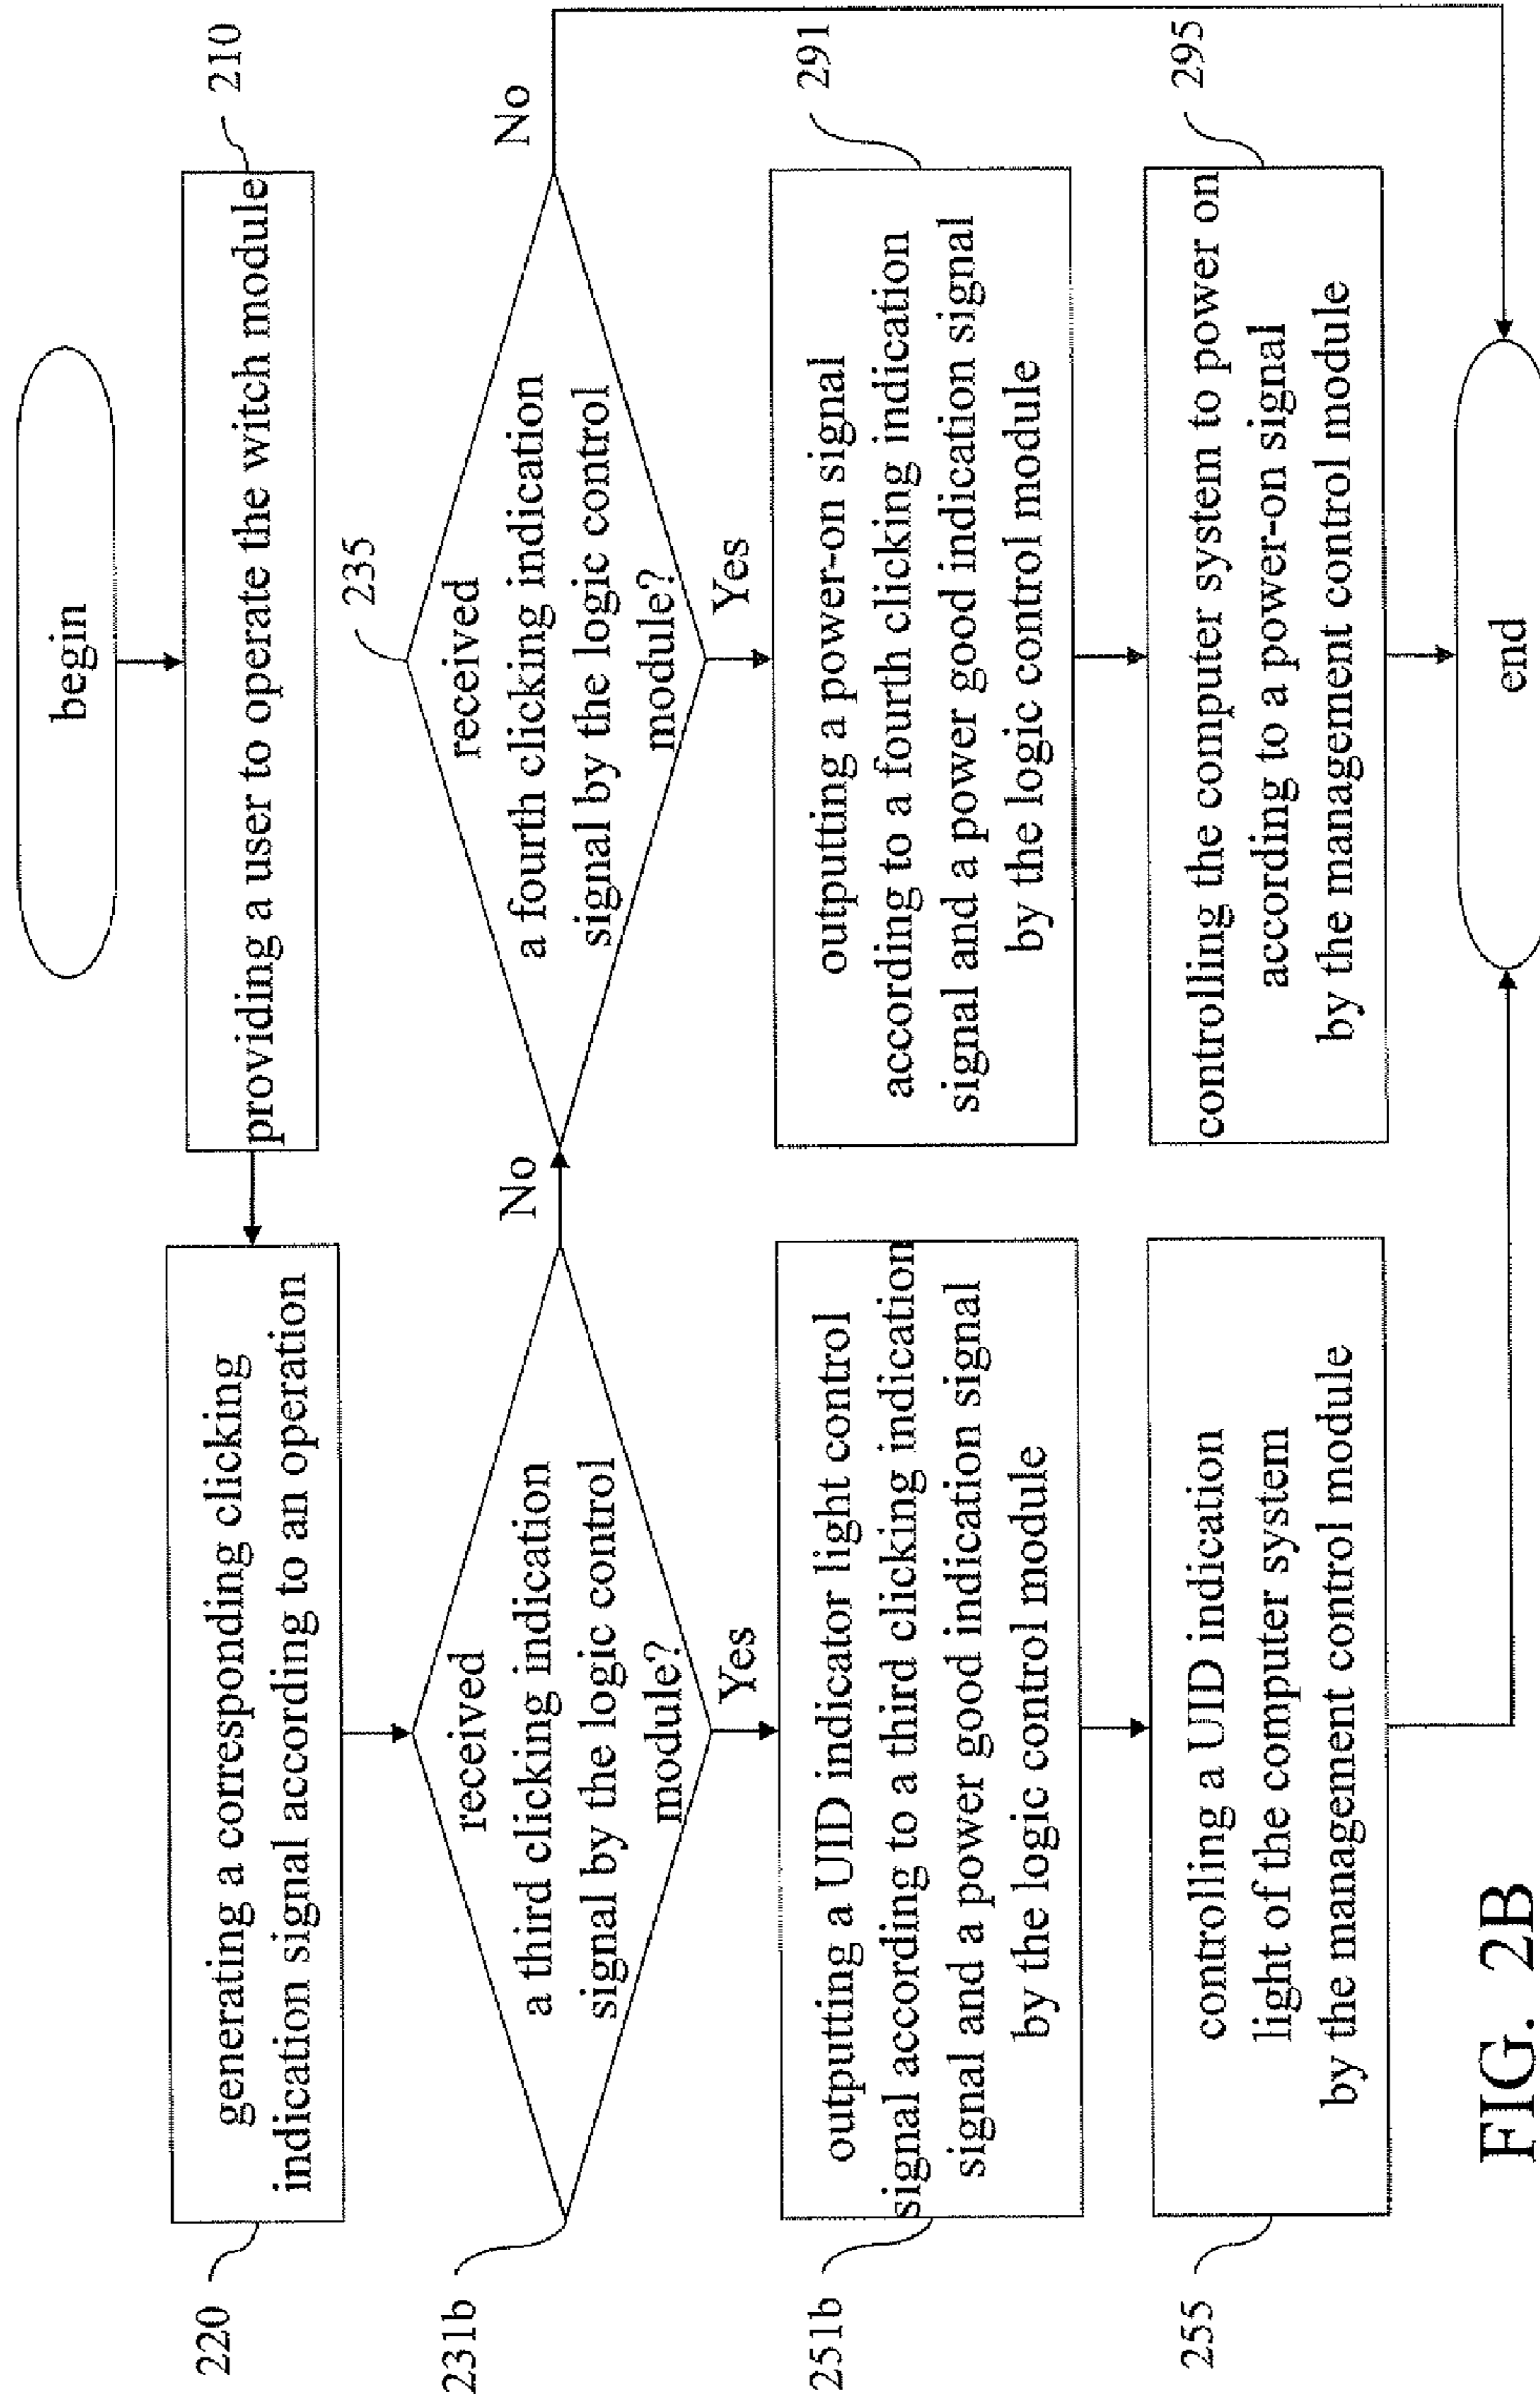 begin
providing a user to operate the witch module
210
generating a corresponding clicking
indication signal according to an operation
220
received
a third clicking indication
signal by the logic control
module?
231b
No
Yes
received
a fourth clicking indication
signal by the logic control
module?
235
No
Yes
outputting a UID indicator light control
signal according to a third clicking indication
signal and a power good indication signal
by the logic control module
251b
outputting a power-on signal
according to a fourth clicking indication
signal and a power good indication signal
by the logic control module
291
controlling a UID indication
light of the computer system
by the management control module
255
controlling the computer system to power on
according to a power-on signal
by the management control module
295
end
FIG. 2B